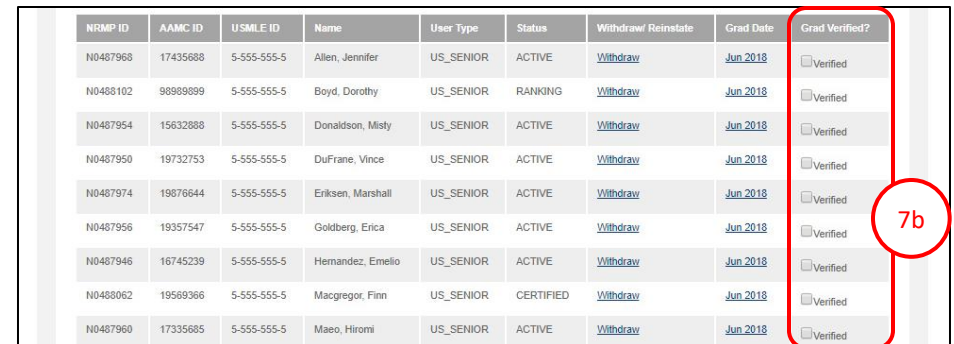 NRMP ID AAMC ID USMLE ID Name User Type Status Withdraw/ Reinstate Grad Date Grad Verified?
N0487968 17435688 5-555-555-5 Allen, Jennifer US_SENIOR ACTIVE Withdraw Jun 2018 Verified
N0488102 98989899 5-555-555-5 Boyd, Dorothy US_SENIOR RANKING Withdraw Jun 2018 Verified
N0487954 15632888 5-555-555-5 Donaldson, Misty US_SENIOR ACTIVE Withdraw Jun 2018 Verified
N0487950 19732753 5-555-555-5 DuFrane, Vince US_SENIOR ACTIVE Withdraw Jun 2018 Verified
N0487974 19876644 5-555-555-5 Eriksen, Marshall US_SENIOR ACTIVE Withdraw Jun 2018 Verified
N0487956 19357547 5-555-555-5 Goldberg, Erica US_SENIOR ACTIVE Withdraw Jun 2018 Verified
7b
N0487946 16745239 5-555-555-5 Hernandez, Emelio US_SENIOR ACTIVE Withdraw Jun 2018 Verified
N0488062 19569366 5-555-555-5 Macgregor, Finn US_SENIOR CERTIFIED Withdraw Jun 2018 Verified
N0487960 17335685 5-555-555-5 Maeo, Hiromi US_SENIOR ACTIVE Withdraw Jun 2018 Verified